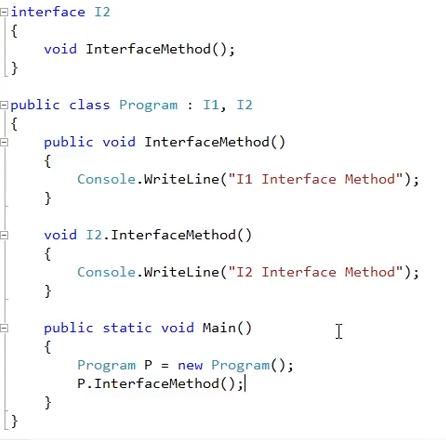 interface I2
{
    void InterfaceMethod();
}
public class Program : I1, I2
{
    public void InterfaceMethod()
    {
        Console.WriteLine("I1 Interface Method");
    }
    void I2.InterfaceMethod()
    {
        Console.WriteLine("I2 Interface Method");
    }
    public static void Main()
    {
        Program P = new Program();
        P.InterfaceMethod();
    }
}